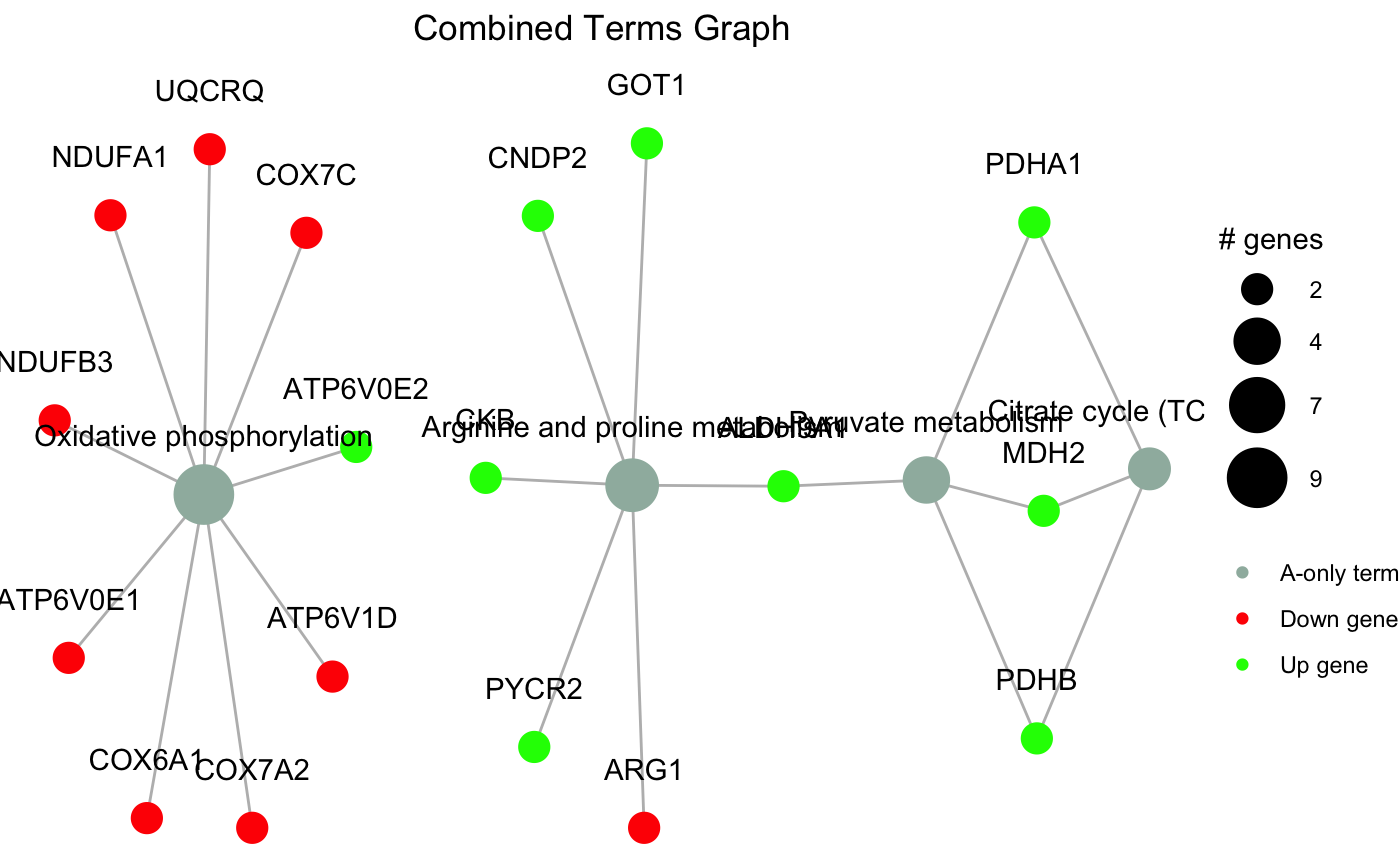 Combined Terms Graph
UQCRQ
GOT1
NDUFA1
CNDP2
PDHA1
COX7C
# genes
2
4
NDUFB3
ATP6V0E2
7
Oxidative phosphorylation
CKB
Arginine and proline metabolism
Pyruvate metabolism
Citrate cycle (TC
MDH2
9
A-only term
ATP6V0E1
ATP6V1D
Down gene
Up gene
PYCR2
PDHB
COX6A1
COX7A2
ARG1